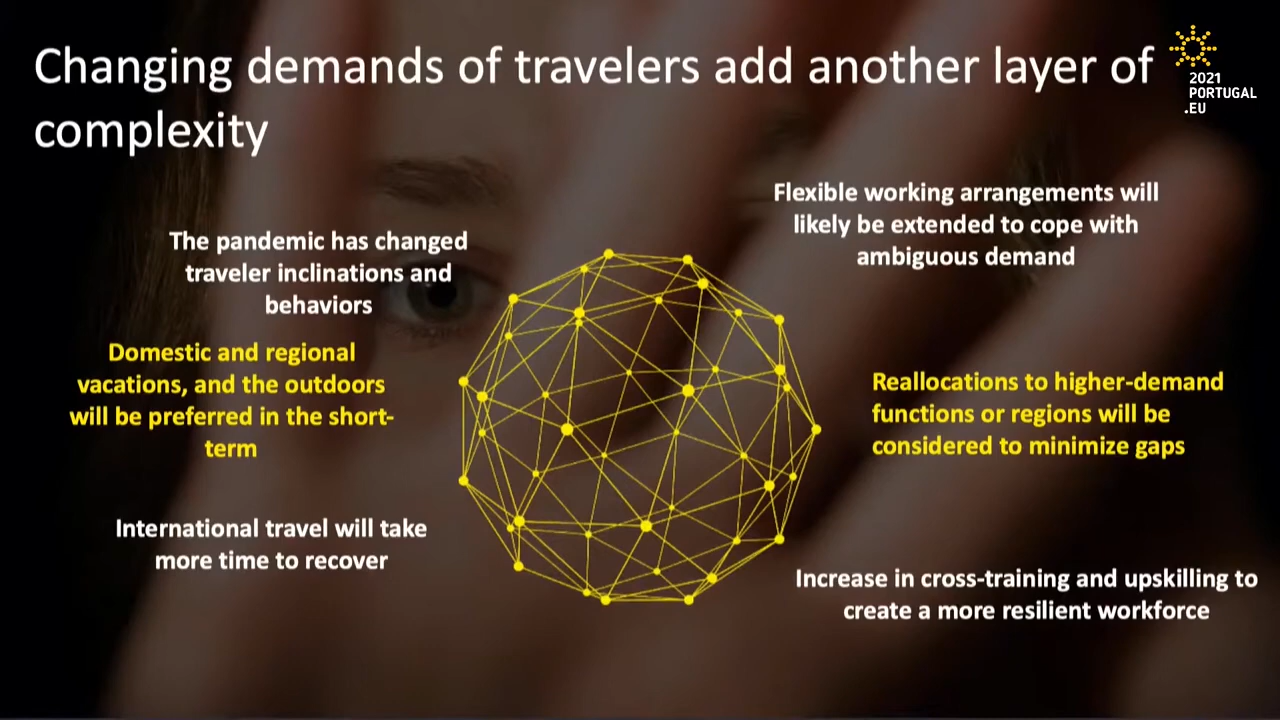 Changing demands of travelers add another layer of
complexity
2021
PORTUGAL
.EU
The pandemic has changed
traveler inclinations and
behaviors
Domestic and regional
vacations, and the outdoors
will be preferred in the short-
term
International travel will take
more time to recover
Flexible working arrangements will
likely be extended to cope with
ambiguous demand
Reallocations to higher-demand
functions or regions will be
considered to minimize gaps
Increase in cross-training and upskilling to
create a more resilient workforce